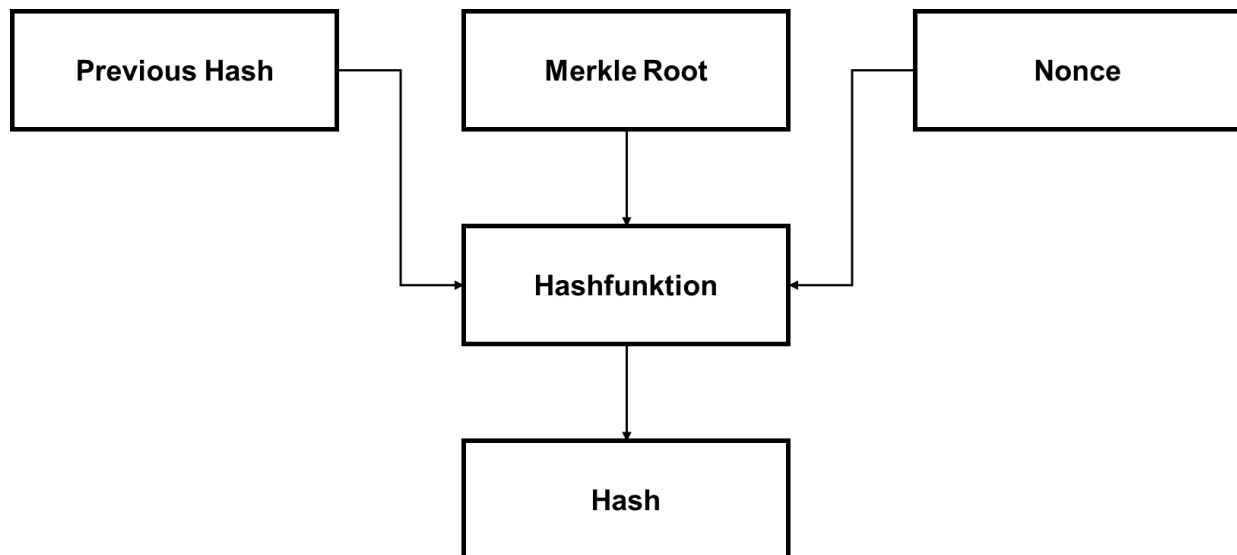 Previous Hash
Merkle Root
Nonce
Hashfunktion
Hash